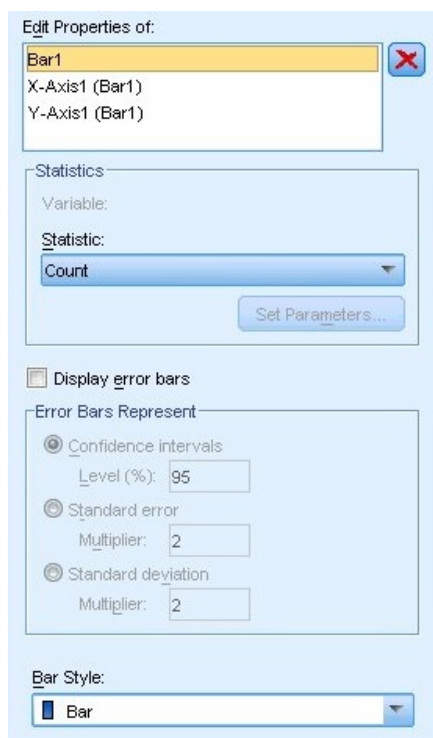 Edit Properties of:
Bar1
X-Axis1 (Bar1)
Y-Axis1 (Bar1)
Statistics
Variable:
Statistic:
Count
Set Parameters...
Display error bars
Error Bars Represent
Confidence intervals
Level (%): 95
Standard error
Multiplier: 2
Standard deviation
Multiplier: 2
Bar Style:
Bar